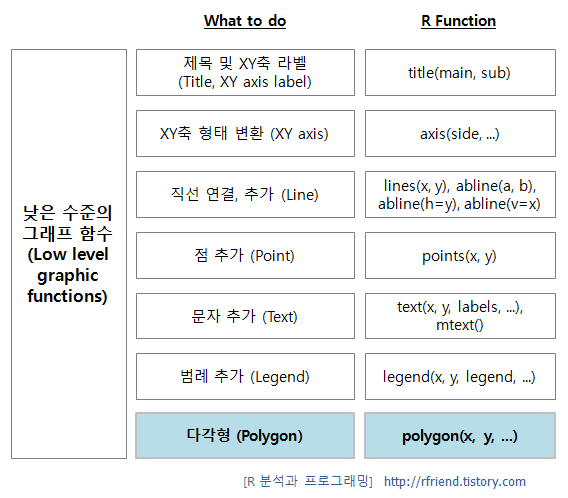 What to do
R Function
낮은 수준의
그래프 함수
(Low level
graphic
functions)
제목 및 XY축 라벨
(Title, XY axis label)
title(main, sub)
XY축 형태 변환 (XY axis)
axis(side, ...)
직선 연결, 추가 (Line)
lines(x, y), abline(a, b),
abline(h=y), abline(v=x)
점 추가 (Point)
points(x, y)
문자 추가 (Text)
text(x, y, labels, ...),
mtext()
범례 추가 (Legend)
legend(x, y, legend, ...)
다각형 (Polygon)
polygon(x, y, ...)
[R 분석과 프로그래밍] http://rfriend.tistory.com